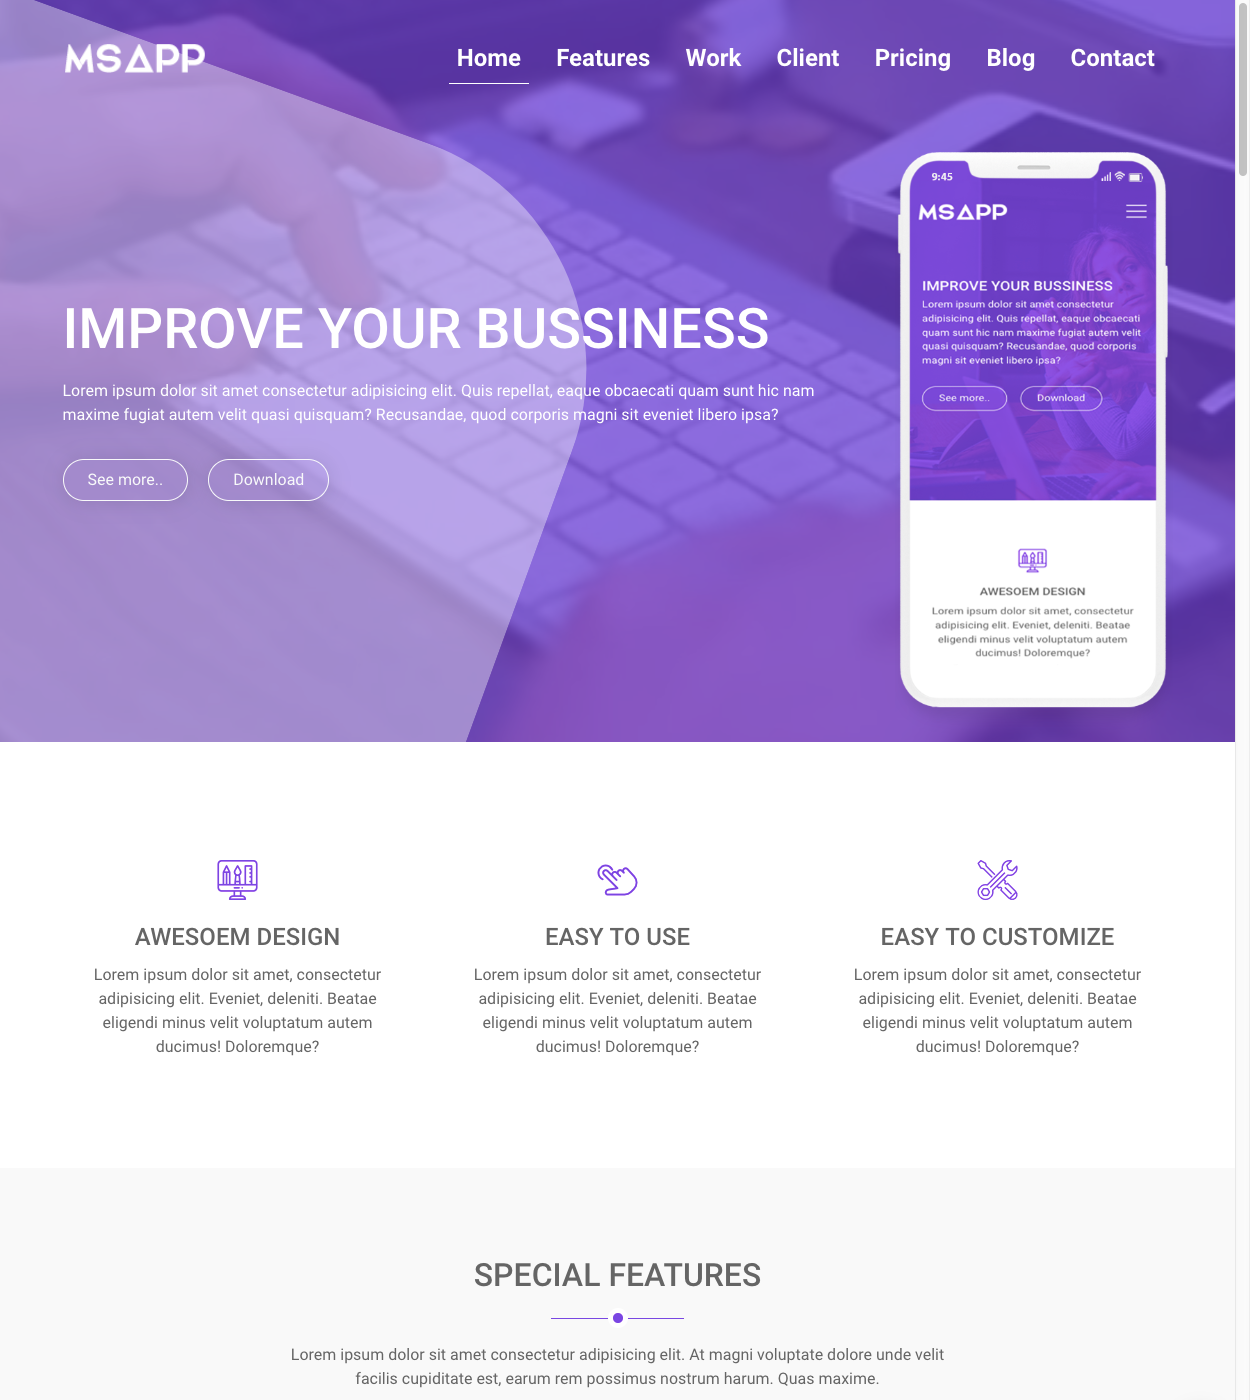 MSAPP
Home Features Work Client Pricing Blog Contact
IMPROVE YOUR BUSSINESS
Lorem ipsum dolor sit amet consectetur adipisicing elit. Quis repellat, eaque obcaecati quam sunt hic nam
maxime fugiat autem velit quasi quisquam? Recusandae, quod corporis magni sit eveniet libero ipsa?
See more.. Download
9:45
MSAPP
IMPROVE YOUR BUSSINESS
Lorem ipsum dolor sit amet consectetur
adipisicing elit. Quis repellat, eaque obcaecati
quam sunt hic nam maxime fugiat autem velit
quasi quisquam? Recusandae, quod corporis
magni sit eveniet libero ipsa?
See more.. Download
AWESOEM DESIGN
Lorem ipsum dolor sit amet, consectetur
adipisicing elit. Eveniet, deleniti. Beatae
eligendi minus velit voluptatum autem
ducimus! Doloremque?
AWESOEM DESIGN
Lorem ipsum dolor sit amet, consectetur
adipisicing elit. Eveniet, deleniti. Beatae
eligendi minus velit voluptatum autem
ducimus! Doloremque?
EASY TO USE
Lorem ipsum dolor sit amet, consectetur
adipisicing elit. Eveniet, deleniti. Beatae
eligendi minus velit voluptatum autem
ducimus! Doloremque?
EASY TO CUSTOMIZE
Lorem ipsum dolor sit amet, consectetur
adipisicing elit. Eveniet, deleniti. Beatae
eligendi minus velit voluptatum autem
ducimus! Doloremque?
SPECIAL FEATURES
Lorem ipsum dolor sit amet consectetur adipisicing elit. At magni voluptate dolore unde velit
facilis cupiditate est, earum rem possimus nostrum harum. Quas maxime.